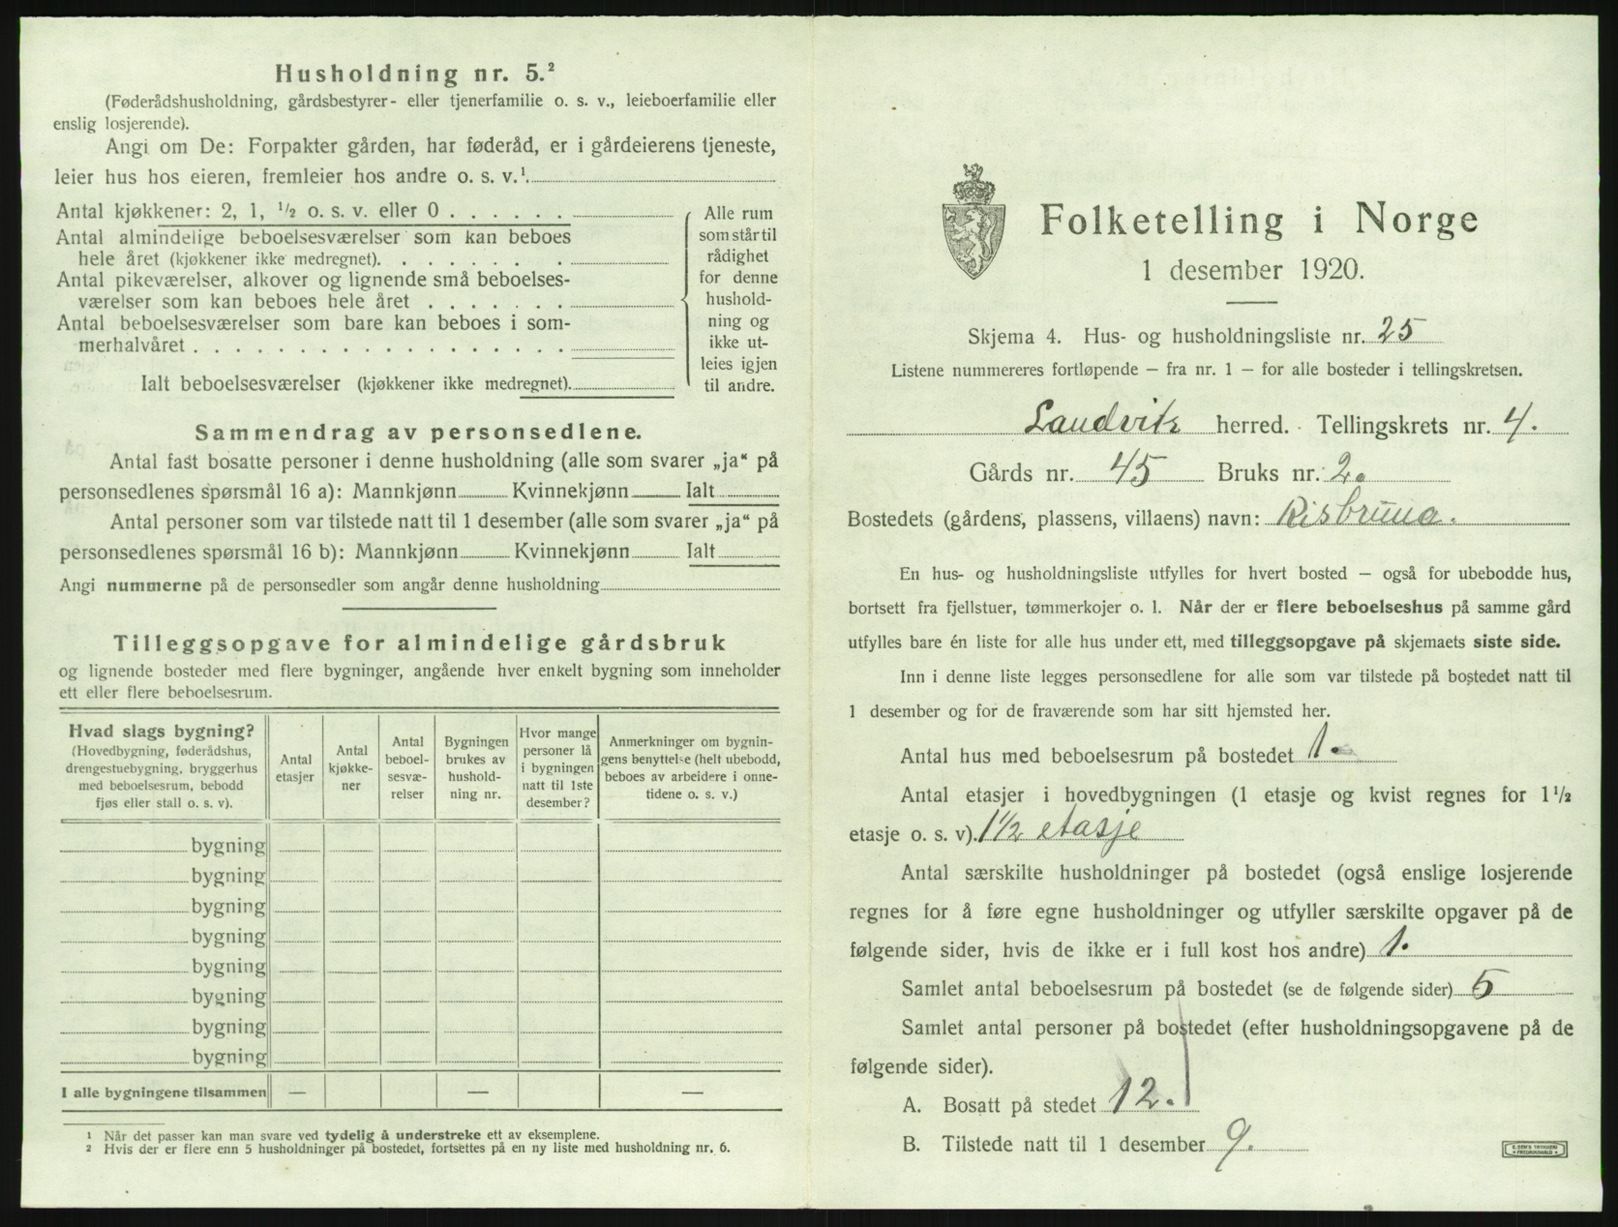 Husholdning nr. 5.²
(Føderådshusholdning, gårdsbestyrer- eller tjenerfamilie o. s. v., leieboerfamilie eller
enslig losjerende).
Angi om De: Forpakter gården, har føderåd, er i gårdeierens tjeneste,
leier hus hos eieren, fremleier hos andre o. s. v.¹
Antal kjøkkener: 2, 1, ½ o. s. v. eller 0 . . . . . .
Antal almindelige beboelsesværelser som kan beboes
hele året (kjøkkener ikke medregnet). . . . . . . .
Antal pikeværelser, alkover og lignende små beboelses-
værelser som kan beboes hele året . . . . . . .
Antal beboelsesværelser som bare kan beboes i som-
merhalvåret . . . . . . . . . . . . . . . . . .
Ialt beboelsesværelser (kjøkkener ikke medregnet).
Alle rum
som står til
rådighet
for denne
hushold-
ning og
ikke ut-
leies igjen
til andre.
Sammendrag av personsedlene.
Antal fast bosatte personer i denne husholdning (alle som svarer „ja“ på
personsedlenes spørsmål 16 a): Mannkjønn Kvinnekjønn Ialt
Antal personer som var tilstede natt til 1 desember (alle som svarer „ja“ på
personsedlenes spørsmål 16 b): Mannkjønn Kvinnekjønn Ialt
Angi nummerne på de personsedler som angår denne husholdning
Tilleggsopgave for almindelige gårdsbruk
og lignende bosteder med flere bygninger, angående hver enkelt bygning som inneholder
ett eller flere beboelsesrum.
Hvad slags bygning?
(Hovedbygning, føderådshus,
drengestuebygning, bryggerhus
med beboelsesrum, bebodd
fjøs eller stall o. s. v).
Antal
etasjer
Antal
kjøkke-
ner
Antal
beboel-
sesvæ-
relser
Bygningen
brukes av
hushold-
ning nr.
Hvor mange
personer lå
i bygningen
natt til 1ste
desember?
Anmerkninger om bygnin-
gens benyttelse (helt ubebodd,
beboes av arbeidere i onne-
tidene o. s. v.)
bygning
bygning
bygning
bygning
bygning
bygning
bygning
bygning
I alle bygningene tilsammen — — —
¹ Når det passer kan man svare ved tydelig å understreke ett av eksemplene.
² Hvis der er flere enn 5 husholdninger på bostedet, fortsettes på en ny liste med husholdning nr. 6.
Folketelling i Norge
1 desember 1920.
Skjema 4. Hus- og husholdningsliste nr. 25
Listene nummereres fortløpende — fra nr. 1 — for alle bosteder i tellingskretsen.
Landvik herred. Tellingskrets nr. 4.
Gårds nr. 45 Bruks nr. 2.
Bostedets (gårdens, plassens, villaens) navn: Risbruna.
En hus- og husholdningsliste utfylles for hvert bosted — også for ubebodde hus,
bortsett fra fjellstuer, tømmerkojer o. l. Når der er flere beboelseshus på samme gård
utfylles bare én liste for alle hus under ett, med tilleggsopgave på skjemaets siste side.
Inn i denne liste legges personsedlene for alle som var tilstede på bostedet natt til
1 desember og for de fraværende som har sitt hjemsted her.
Antal hus med beboelsesrum på bostedet 1.
Antal etasjer i hovedbygningen (1 etasje og kvist regnes for 1½
etasje o. s. v). 1½ etasje
Antal særskilte husholdninger på bostedet (også enslige losjerende
regnes for å føre egne husholdninger og utfyller særskilte opgaver på de
følgende sider, hvis de ikke er i full kost hos andre) 1.
Samlet antal beboelsesrum på bostedet (se de følgende sider) 5
Samlet antal personer på bostedet (efter husholdningsopgavene på de
følgende sider).
A. Bosatt på stedet 12.
B. Tilstede natt til 1 desember 9.